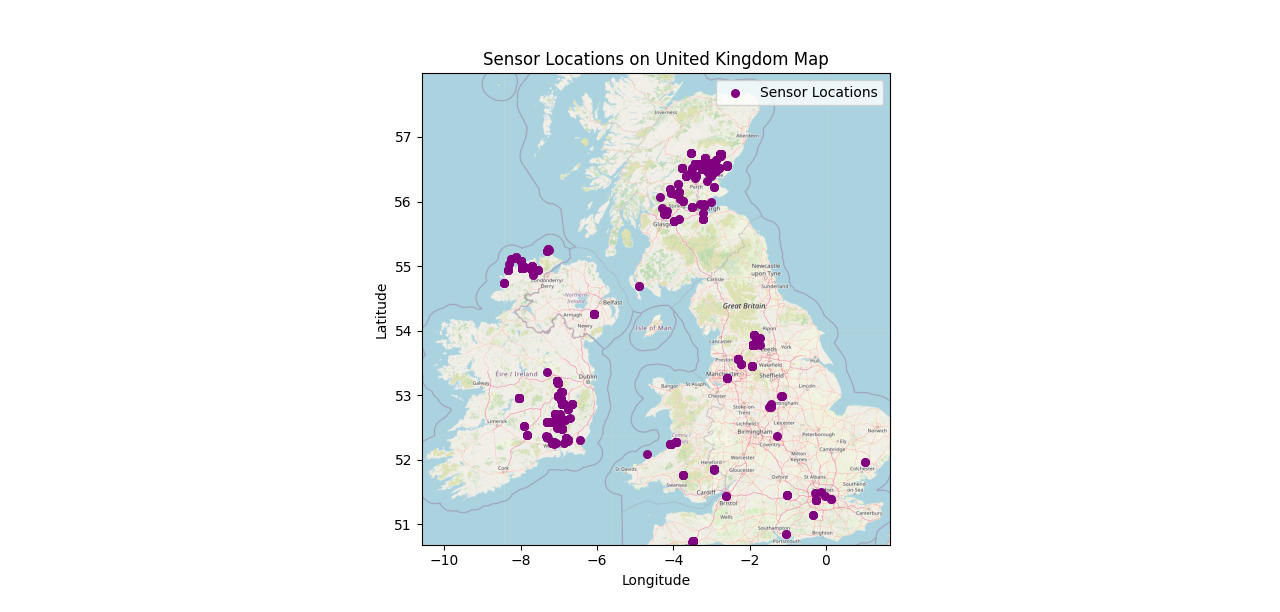 Sensor Locations on United Kingdom Map
Sensor Locations
Inverness
Aberdeen
57
Perth
56
Glasg
Newcastle
upon Tyne
55
Londonderry/
Derry
Carlisle
Sunderland
Northern
Ireland
Belfast
Great Britain
Armagh
Newry
Isle of Man
Ripon
54
Lancaster
York
Leeds
Preston
Hull
Wakefield
Manchester
Sheffield
Éire / Ireland
Dublin
Galway
Bangor
St Asaph
Lincoln
53
Chester
Stoke-on-
Trent
Limerick
Lichfield
Leicester
Birmingham
Peterborough
Norwich
Coventry
Ely
52
Cork
St Davids
Hereford
Worcester
Milton
Keynes
Cambridge
Colchester
Gloucester
Swansea
Oxford
St Albans
Cardiff
Southend
-on-Sea
Bristol
51
Wells
Canterbury
Southampton
Brighton
Portsmouth
−10
−8
−6
−4
−2
0
Latitude
Longitude